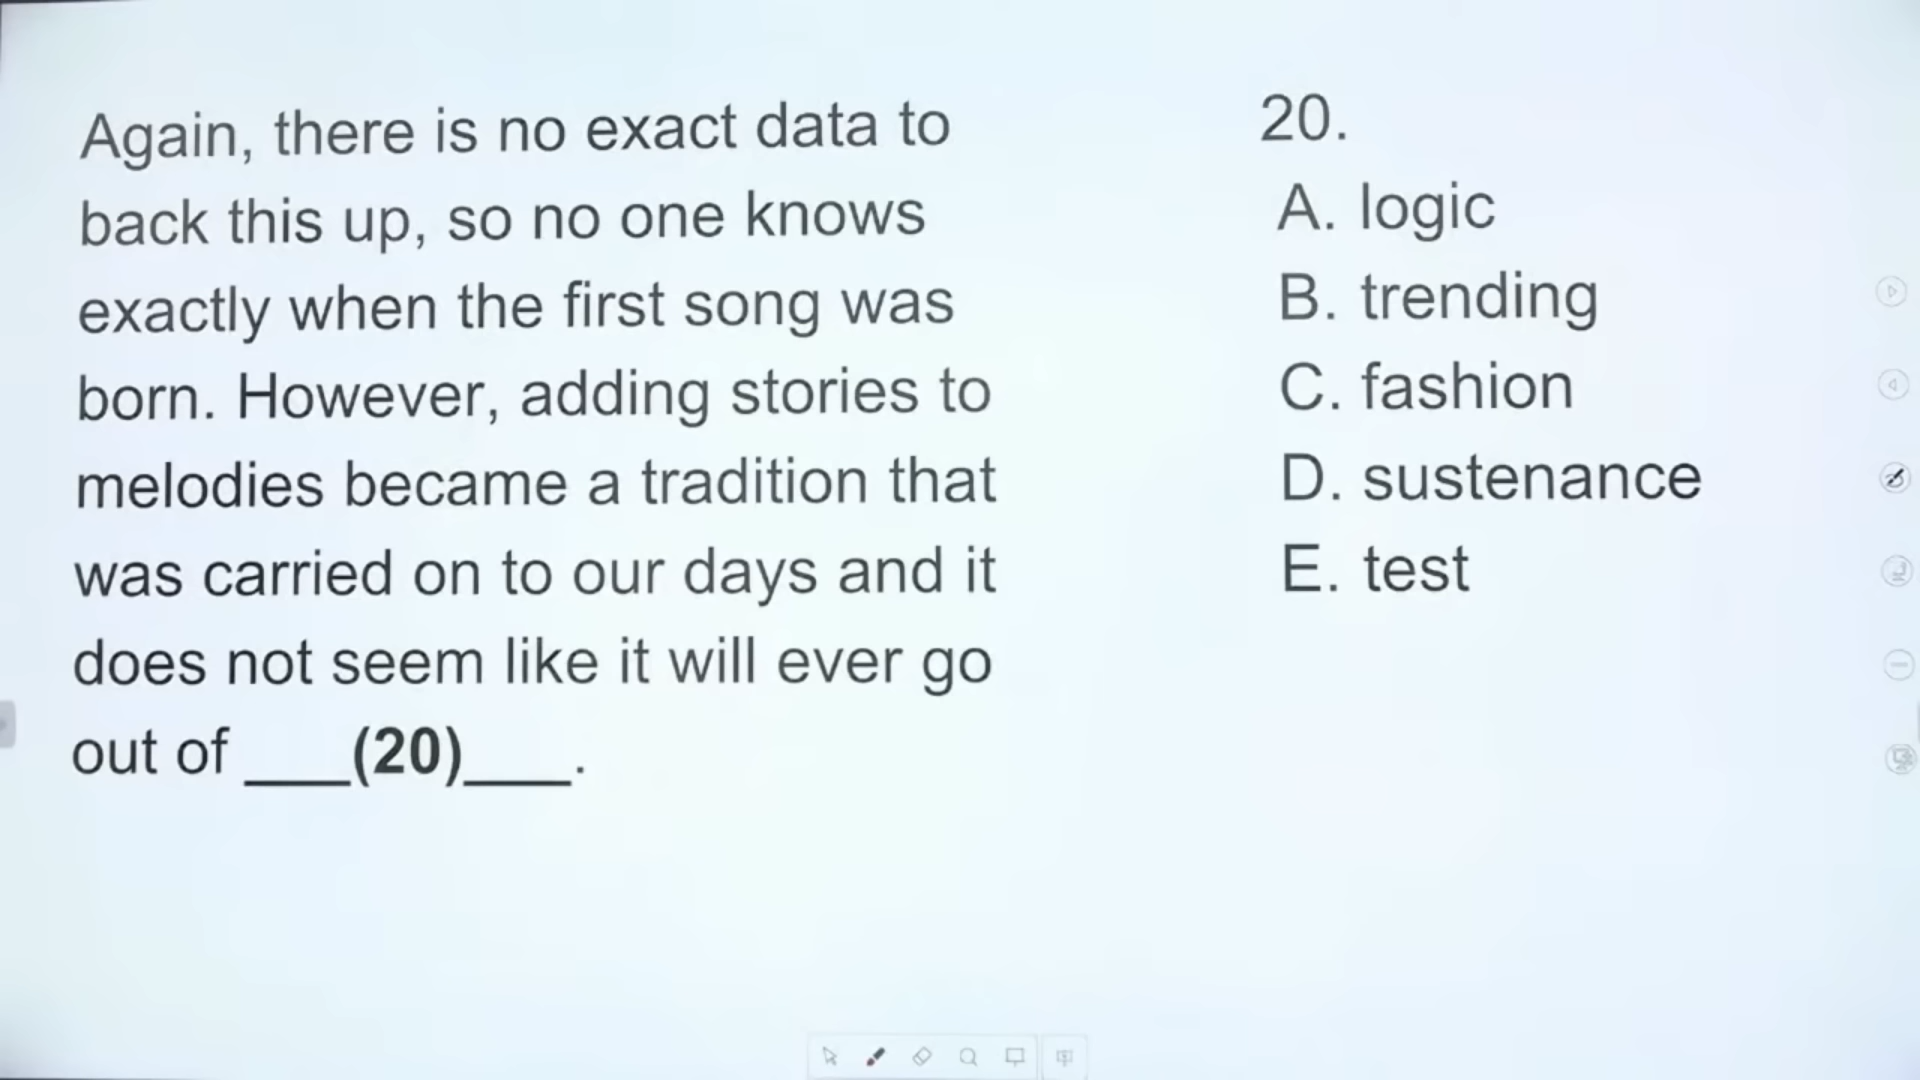 Again, there is no exact data to
back this up, so no one knows
exactly when the first song was
born. However, adding stories to
melodies became a tradition that
was carried on to our days and it
does not seem like it will ever go
out of ___(20)___.
20.
A. logic
B. trending
C. fashion
D. sustenance
E. test